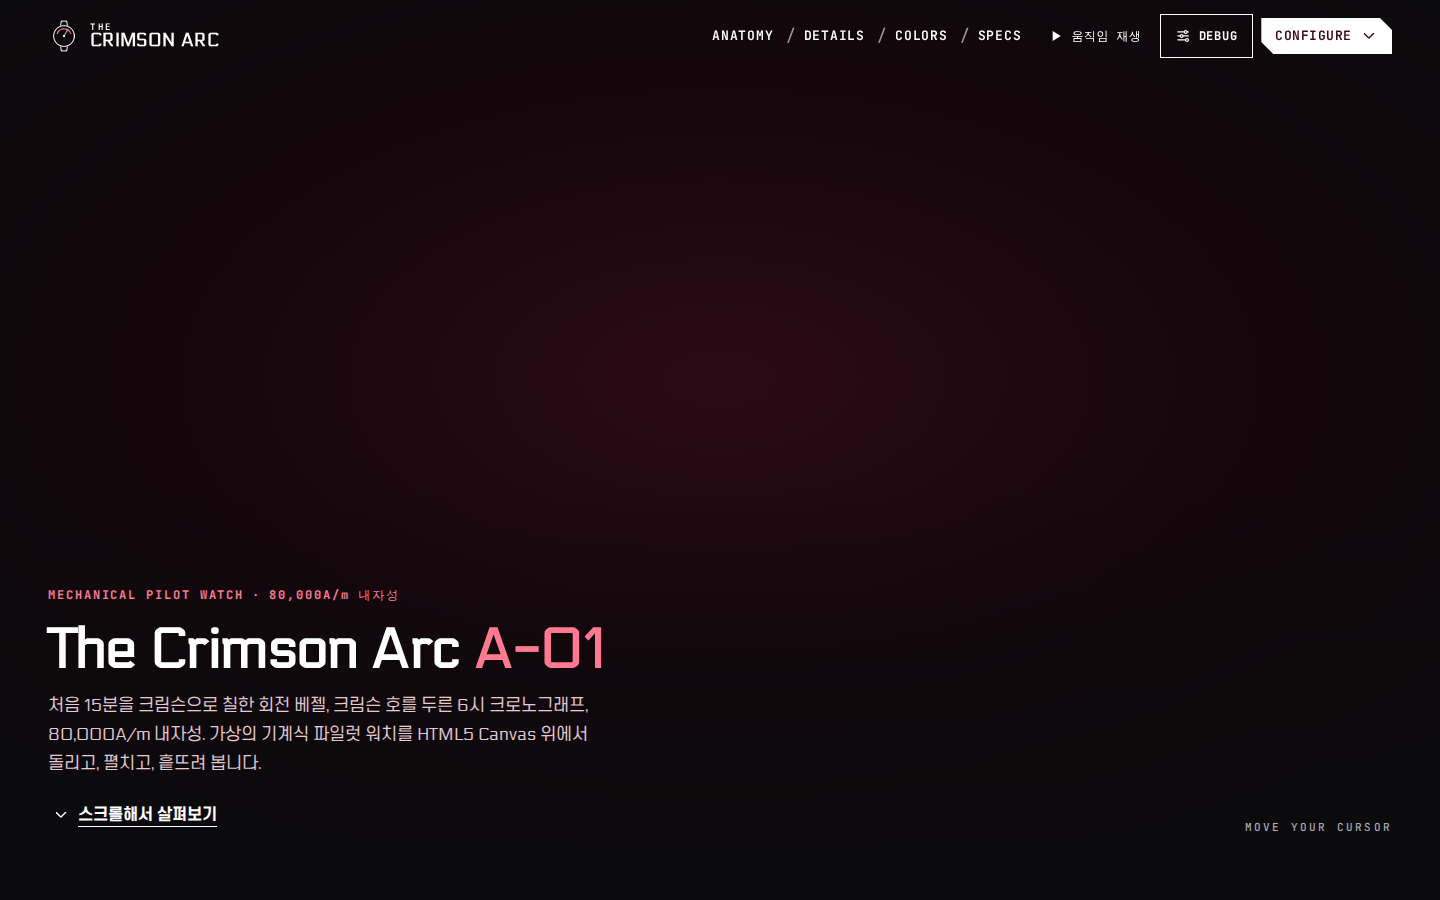 THE
CRIMSON ARC
ANATOMY / DETAILS / COLORS / SPECS
움직임 재생
DEBUG
CONFIGURE
MECHANICAL PILOT WATCH · 80,000A/m 내자성
The Crimson Arc A-01
처음 15분을 크림슨으로 칠한 회전 베젤, 크림슨 호를 두른 6시 크로노그래프,
80,000A/m 내자성. 가상의 기계식 파일럿 워치를 HTML5 Canvas 위에서
돌리고, 펼치고, 흩뜨려 봅니다.
스크롤해서 살펴보기
MOVE YOUR CURSOR